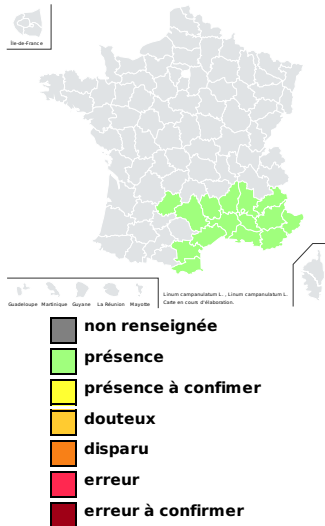 Île-de-France
Guadeloupe Martinique Guyane La Réunion Mayotte
Linum campanulatum L. , Linum campanulatum L.
Carte en cours d'élaboration.
non renseignée
présence
présence à confimer
douteux
disparu
erreur
erreur à confirmer